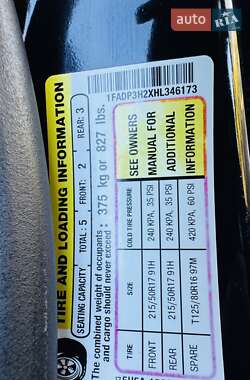 auto
RIA
1FADP3H2XHL346173
TIRE AND LOADING INFORMATION
SEATING CAPACITY
TOTAL: 5
FRONT: 2
REAR: 3
The combined weight of occupants
and cargo should never exceed: 375 kg or 827 lbs.
TIRE
SIZE
COLD TIRE PRESSURE
SEE OWNERS
MANUAL FOR
ADDITIONAL
INFORMATION
FRONT
215/50R17 91H
240 KPA, 35 PSI
REAR
215/50R17 91H
240 KPA, 35 PSI
SPARE
T125/80R16 97M
420 KPA, 60 PSI